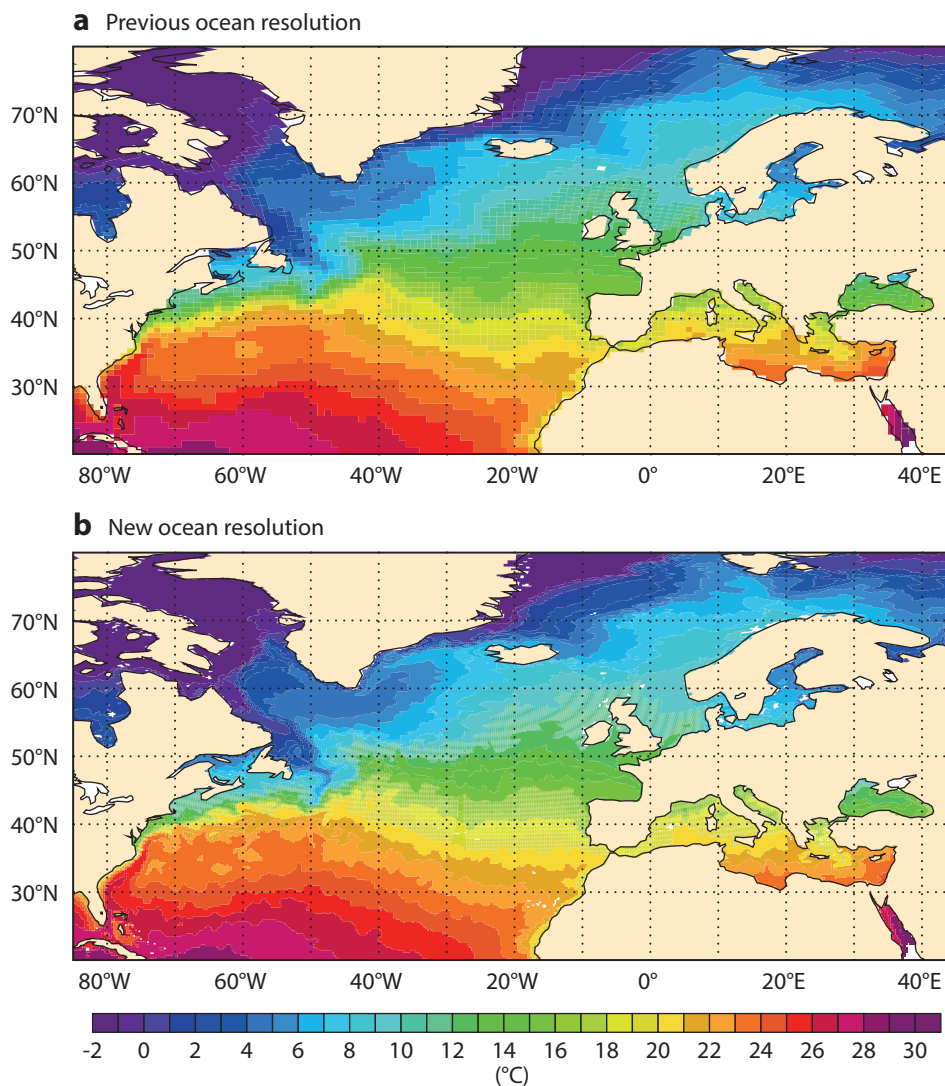 a Previous ocean resolution
70°N
60°N
50°N
40°N
30°N
80°W 60°W 40°W 20°W 0° 20°E 40°E
b New ocean resolution
70°N
60°N
50°N
40°N
30°N
80°W 60°W 40°W 20°W 0° 20°E 40°E
-2 0 2 4 6 8 10 12 14 16 18 20 22 24 26 28 30
(°C)